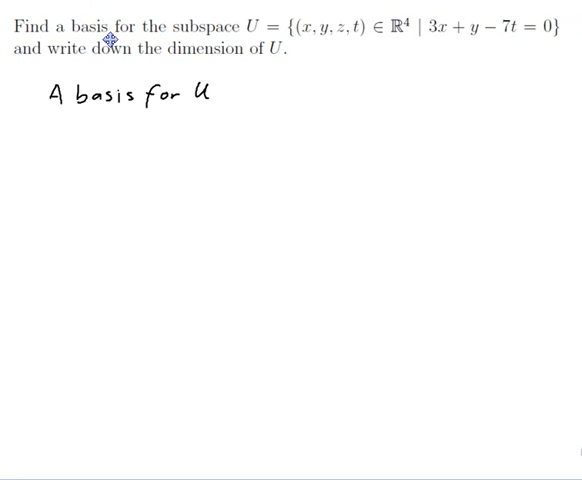 Find a basis for the subspace U = {(x, y, z, t) ∈ ℝ⁴ | 3x + y − 7t = 0}
and write down the dimension of U.
A basis for U